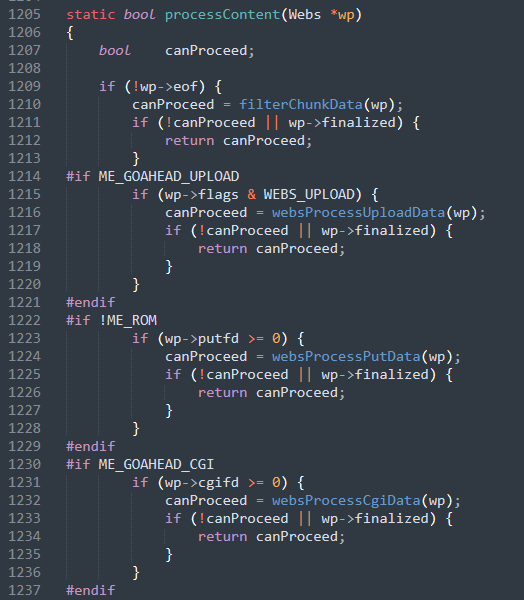 1205 static bool processContent(Webs *wp)
1206 {
1207     bool    canProceed;
1208
1209     if (!wp->eof) {
1210         canProceed = filterChunkData(wp);
1211         if (!canProceed || wp->finalized) {
1212             return canProceed;
1213         }
1214 #if ME_GOAHEAD_UPLOAD
1215         if (wp->flags & WEBS_UPLOAD) {
1216             canProceed = websProcessUploadData(wp);
1217             if (!canProceed || wp->finalized) {
1218                 return canProceed;
1219             }
1220         }
1221 #endif
1222 #if !ME_ROM
1223         if (wp->putfd >= 0) {
1224             canProceed = websProcessPutData(wp);
1225             if (!canProceed || wp->finalized) {
1226                 return canProceed;
1227             }
1228         }
1229 #endif
1230 #if ME_GOAHEAD_CGI
1231         if (wp->cgifd >= 0) {
1232             canProceed = websProcessCgiData(wp);
1233             if (!canProceed || wp->finalized) {
1234                 return canProceed;
1235             }
1236         }
1237 #endif